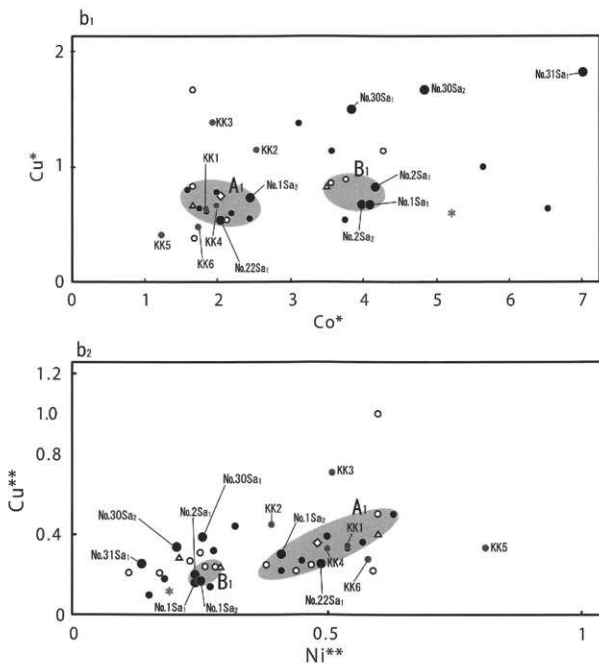 b₁
2
No.31Sa₁
No.30Sa₂
No.30Sa₁
KK3
KK2
KK1
Cu*
1
A₁
B₁
No.1Sa₂
No.2Sa₁
No.1Sa₁
KK5
KK4
KK6
No.2Sa₂
No.22Sa₁
*
0
0 1 2 3 4 5 6 7
Co*
b₂
1.2
1.0
Cu**
0.8
KK3
No.30Sa₁
No.2Sa₁
No.30Sa₂
KK2
No.1Sa₂
A₁
KK1
0.4
No.31Sa₁
KK4
KK5
KK6
B₁
*
No.22Sa₁
No.1Sa₁
No.1Sa₂
0
0 0.5 1
Ni**